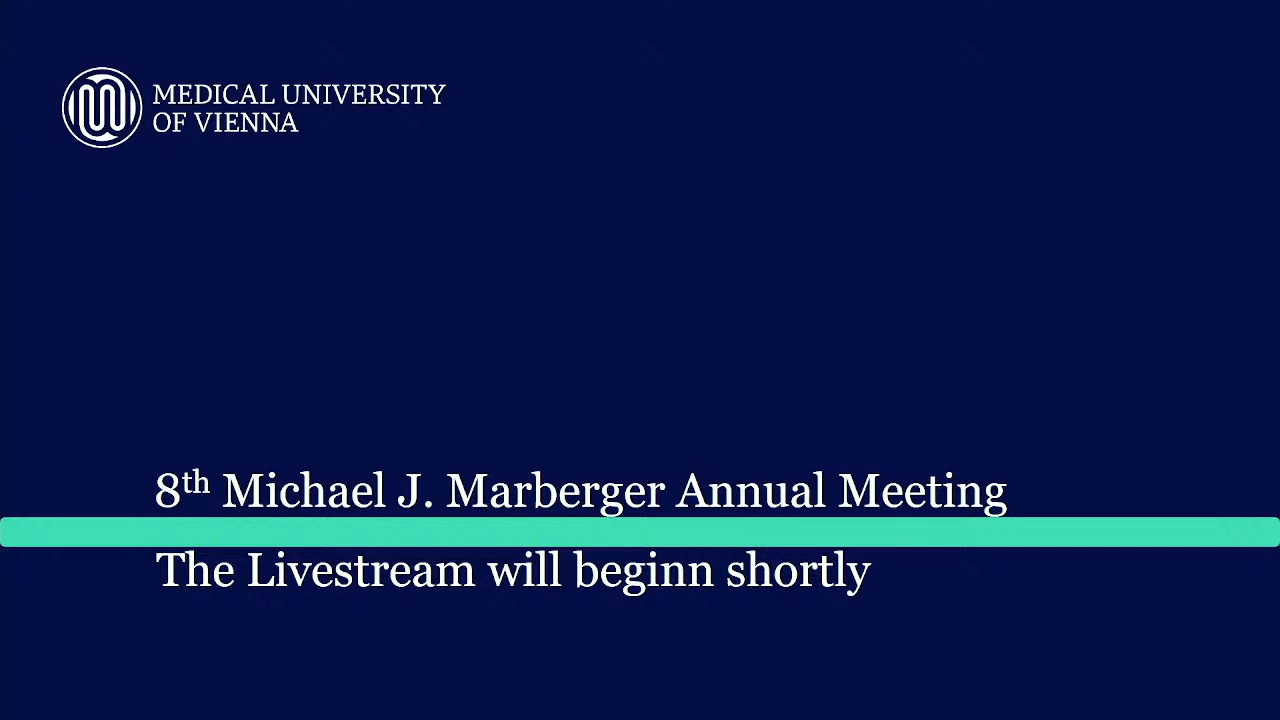 MEDICAL UNIVERSITY
OF VIENNA
8th Michael J. Marberger Annual Meeting
The Livestream will beginn shortly